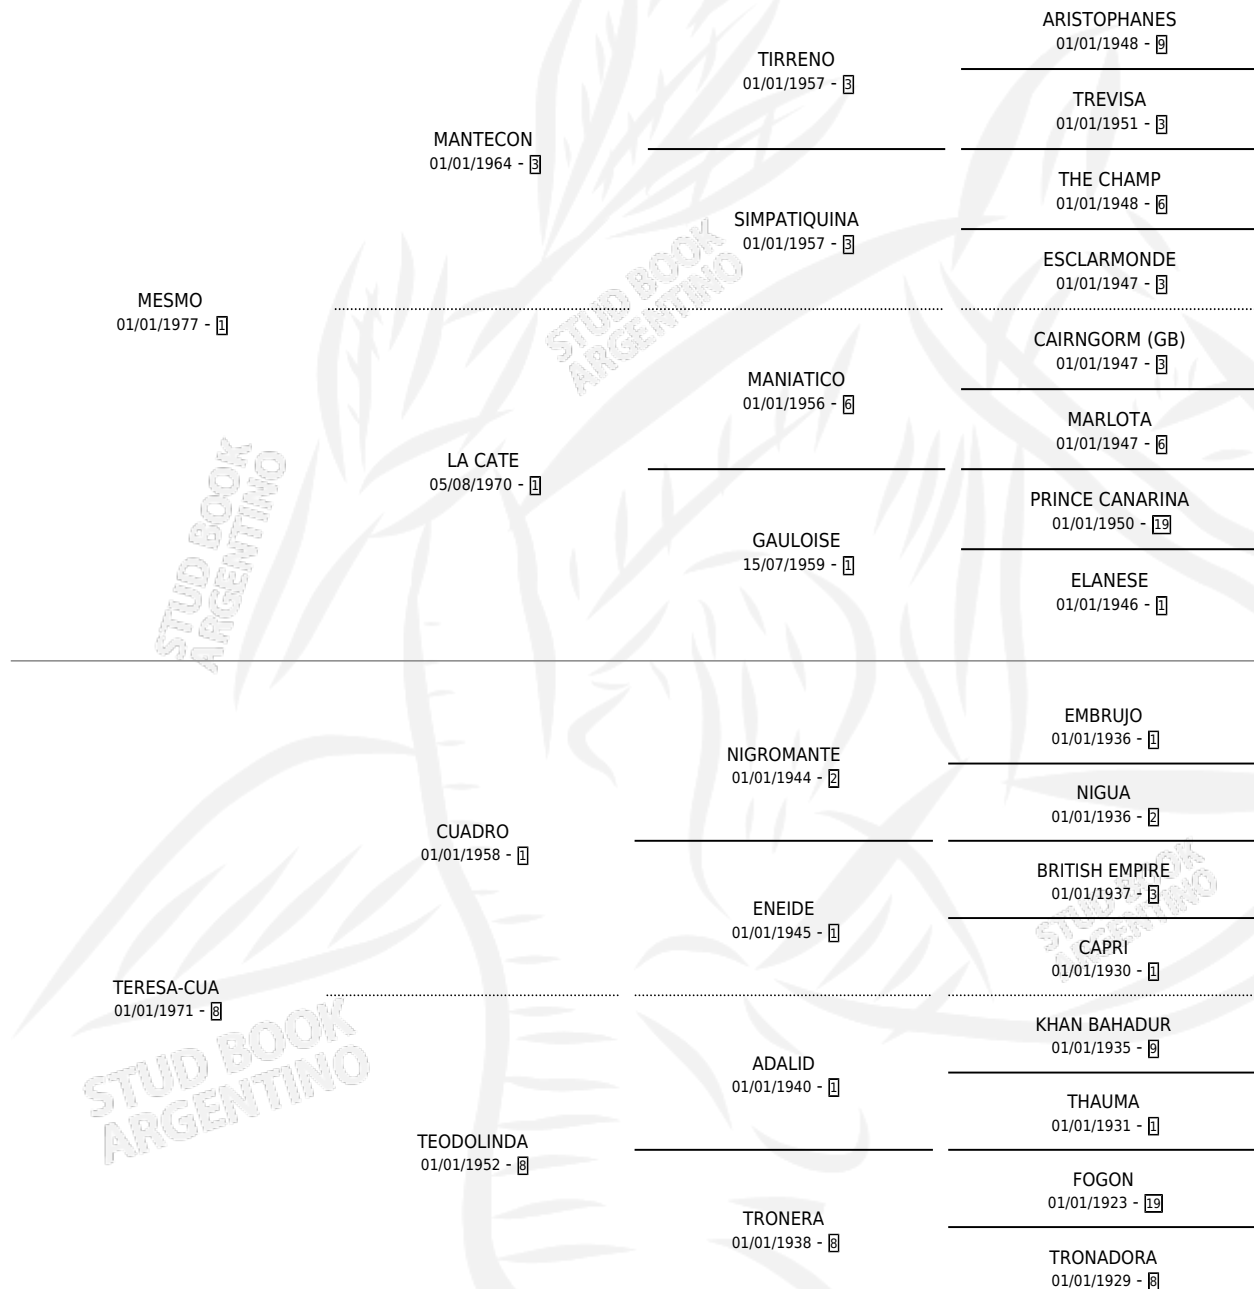 ARISTOPHANES
01/01/1948 - 9
TIRRENO
01/01/1957 - 3
TREVISA
01/01/1951 - 3
MANTECON
01/01/1964 - 3
THE CHAMP
01/01/1948 - 6
SIMPATIQUINA
01/01/1957 - 3
ESCLARMONDE
01/01/1947 - 3
MESMO
01/01/1977 - 1
CAIRNGORM (GB)
01/01/1947 - 3
MANIATICO
01/01/1956 - 6
MARLOTA
01/01/1947 - 6
LA CATE
05/08/1970 - 1
PRINCE CANARINA
01/01/1950 - 19
GAULOISE
15/07/1959 - 1
ELANESE
01/01/1946 - 1
EMBRUJO
01/01/1936 - 1
NIGROMANTE
01/01/1944 - 2
NIGUA
01/01/1936 - 2
CUADRO
01/01/1958 - 1
BRITISH EMPIRE
01/01/1937 - 3
ENEIDE
01/01/1945 - 1
CAPRI
01/01/1930 - 1
TERESA-CUA
01/01/1971 - 8
KHAN BAHADUR
01/01/1935 - 9
ADALID
01/01/1940 - 1
THAUMA
01/01/1931 - 1
TEODOLINDA
01/01/1952 - 8
FOGON
01/01/1923 - 19
TRONERA
01/01/1938 - 8
TRONADORA
01/01/1929 - 8
STUD BOOK
ARGENTINO
STUD BOOK
ARGENTINO
STUD BOOK
ARGENTINO
STUD BOOK
ARGENTINO